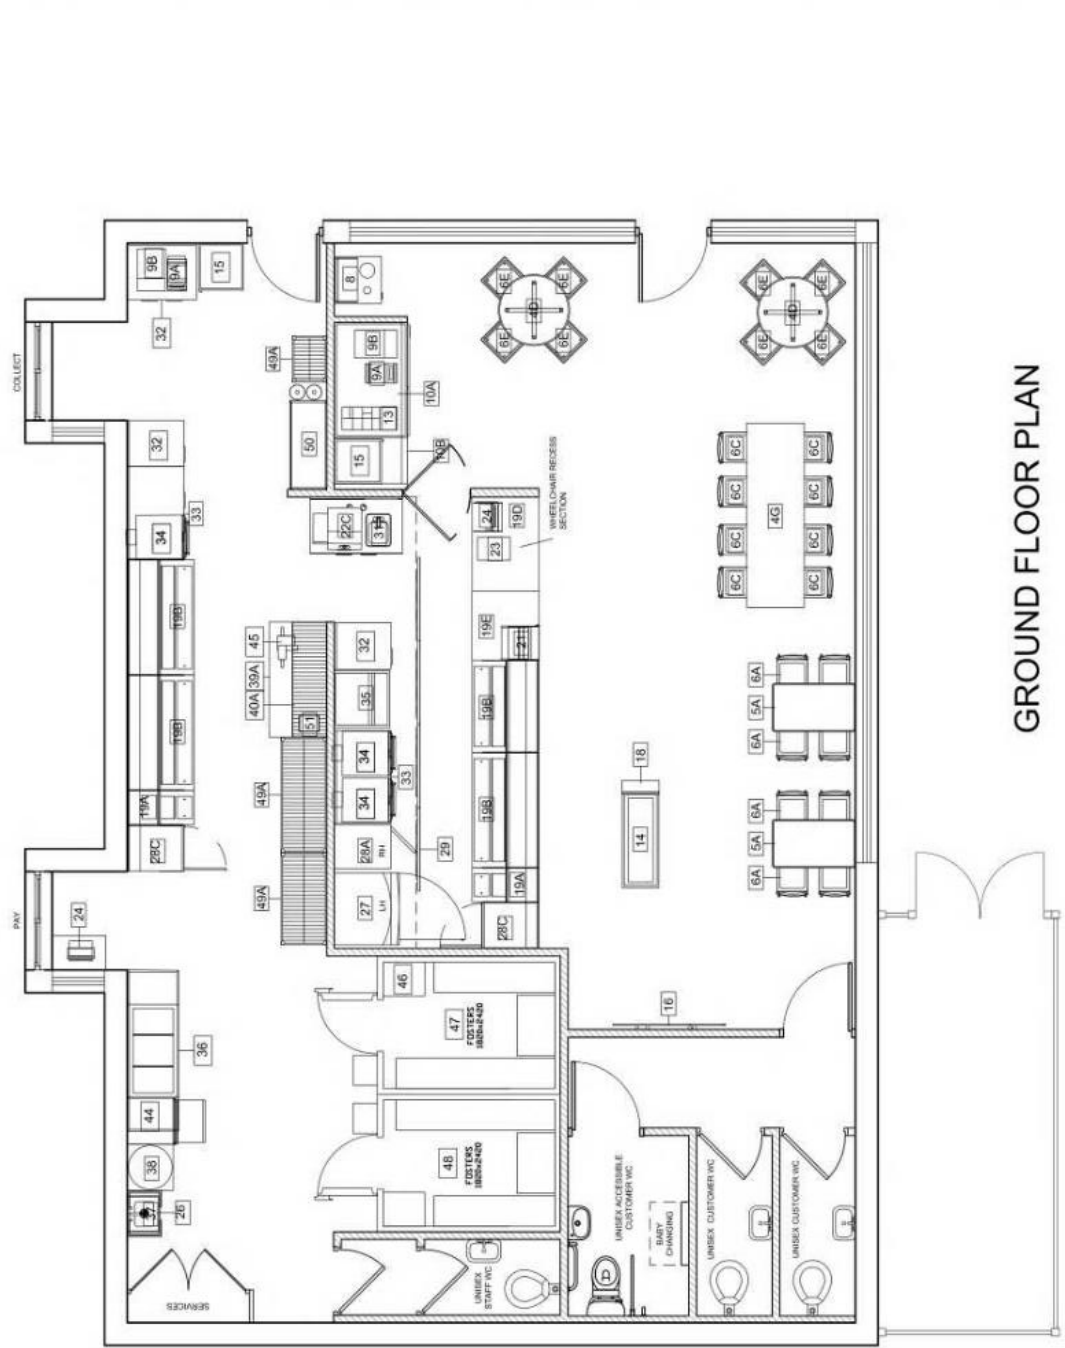 COLLECT
9B
9A
15
32
8
49A
9B
9A
10A
13
50
15
10B
32
33
34
22C
31
24
19D
23
WHEELCHAIR RECESS
SECTION
6E
6E
4D
6E
6E
6E
6E
4D
6E
6E
6C
6C
6C
6C
4G
6C
6C
6C
6C
19B
19B
19A
28C
45
39A
40A
51
32
35
34
33
34
49A
49A
28A
RH
29
27
LH
19E
21
19B
19B
19A
28C
18
14
6A
5A
6A
6A
5A
6A
PAY
24
36
44
38
37
26
SERVICES
46
47
FOSTERS
1820x2420
48
FOSTERS
1820x2420
16
UNISEX
STAFF WC
UNISEX ACCESSIBLE
CUSTOMER WC
BABY
CHANGING
UNISEX CUSTOMER WC
UNISEX CUSTOMER WC
GROUND FLOOR PLAN